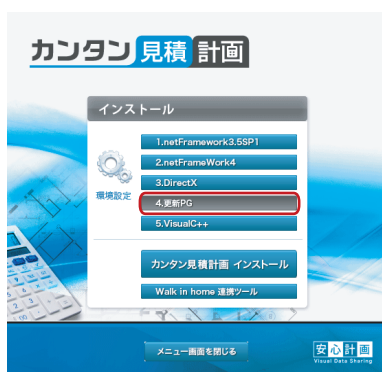 カンタン 見積 計画
インストール
環境設定
1.netFramework3.5SP1
2.netFrameWork4
3.DirectX
4.更新PG
5.VisualC++
カンタン見積計画 インストール
Walk in home 連携ツール
メニュー画面を閉じる
安心計画
Visual Data Sharing